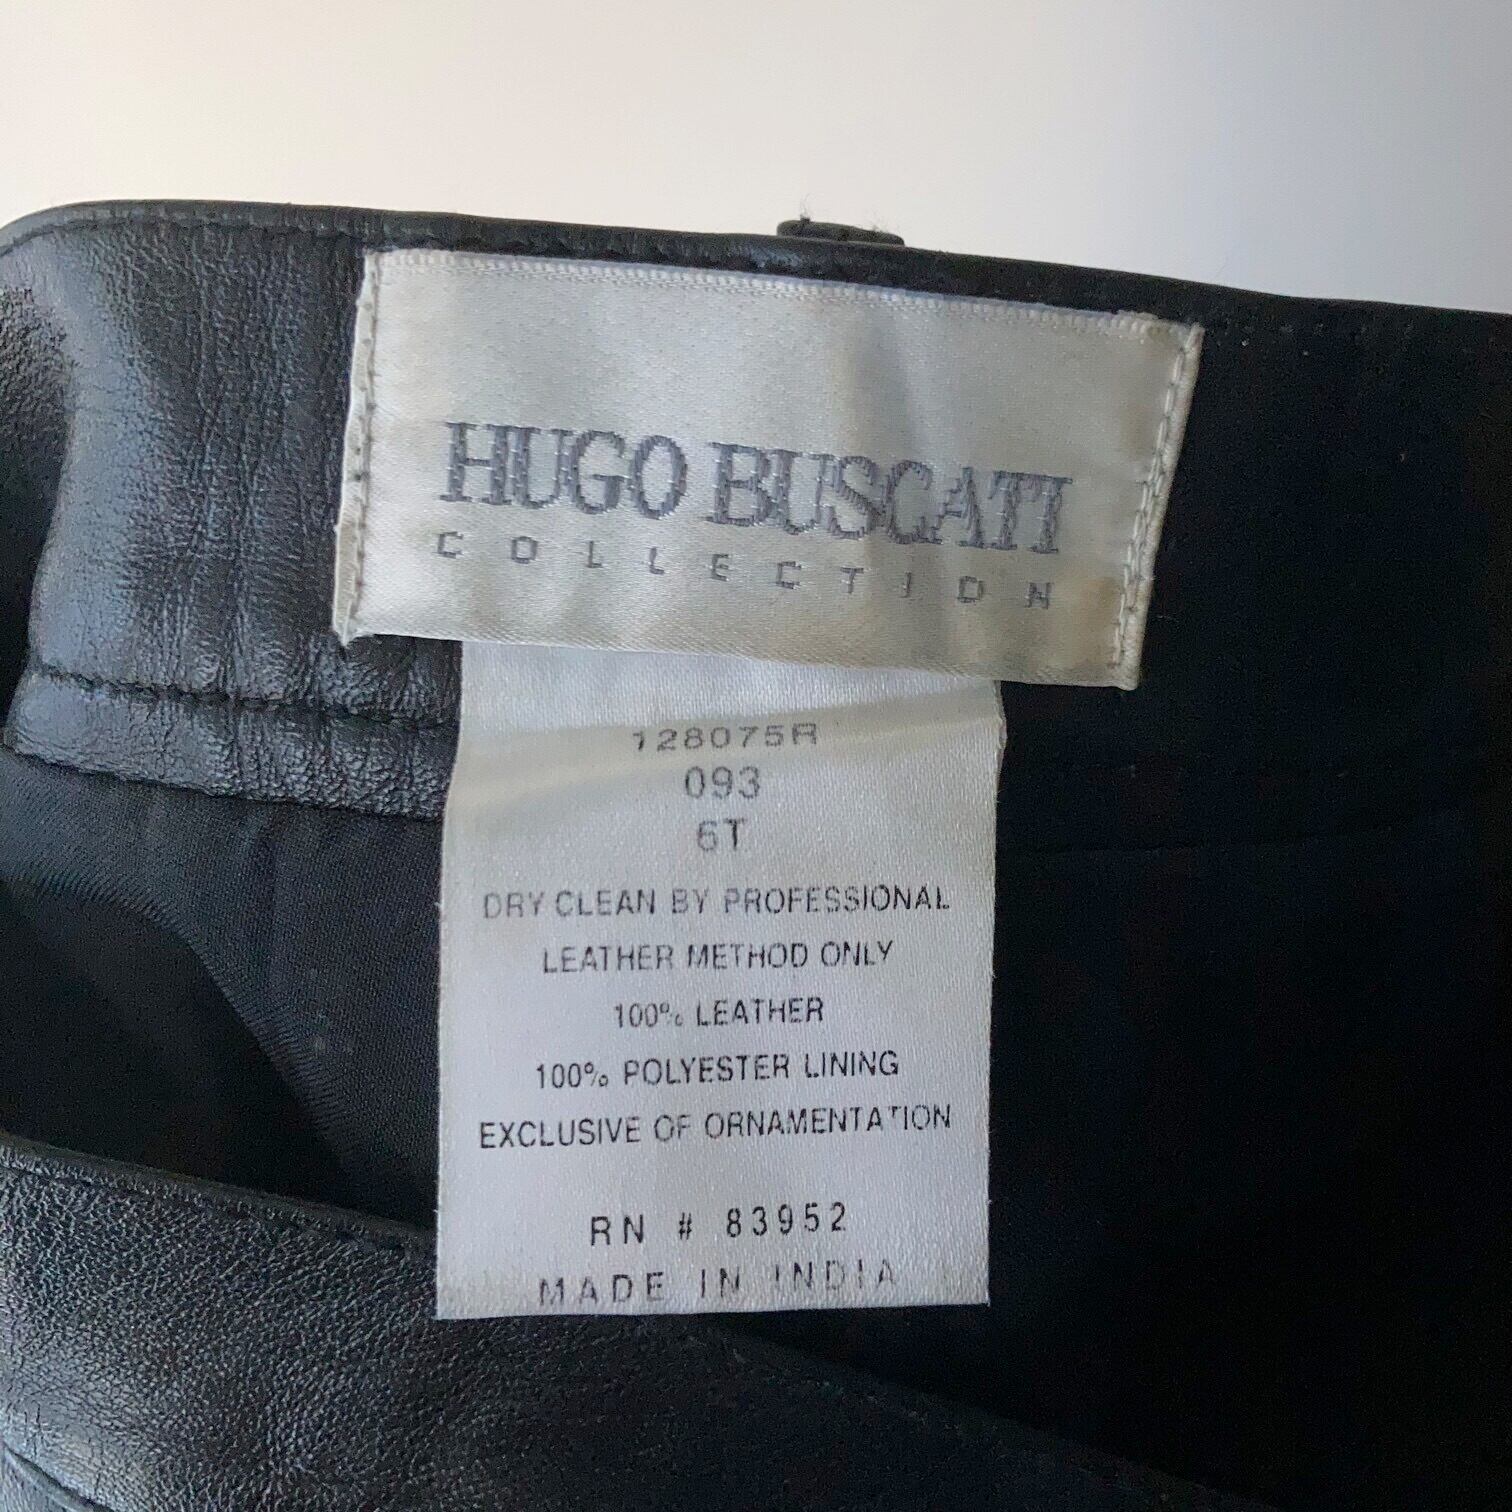 HUGO BUSCATI
COLLECTION
128075R
093
6T
DRY CLEAN BY PROFESSIONAL
LEATHER METHOD ONLY
100% LEATHER
100% POLYESTER LINING
EXCLUSIVE OF ORNAMENTATION
RN # 83952
MADE IN INDIA